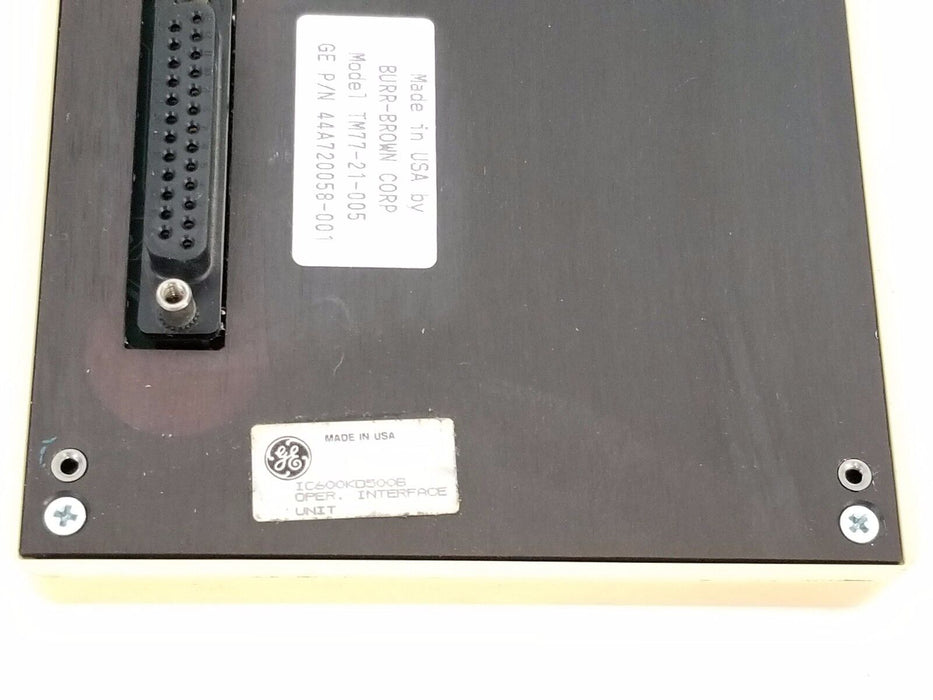 Made in USA by
BURR-BROWN CORP
Model TM77-21-005
GE P/N 44A720058-001
GE
MADE IN USA
IC600KD500B
OPER. INTERFACE
UNIT